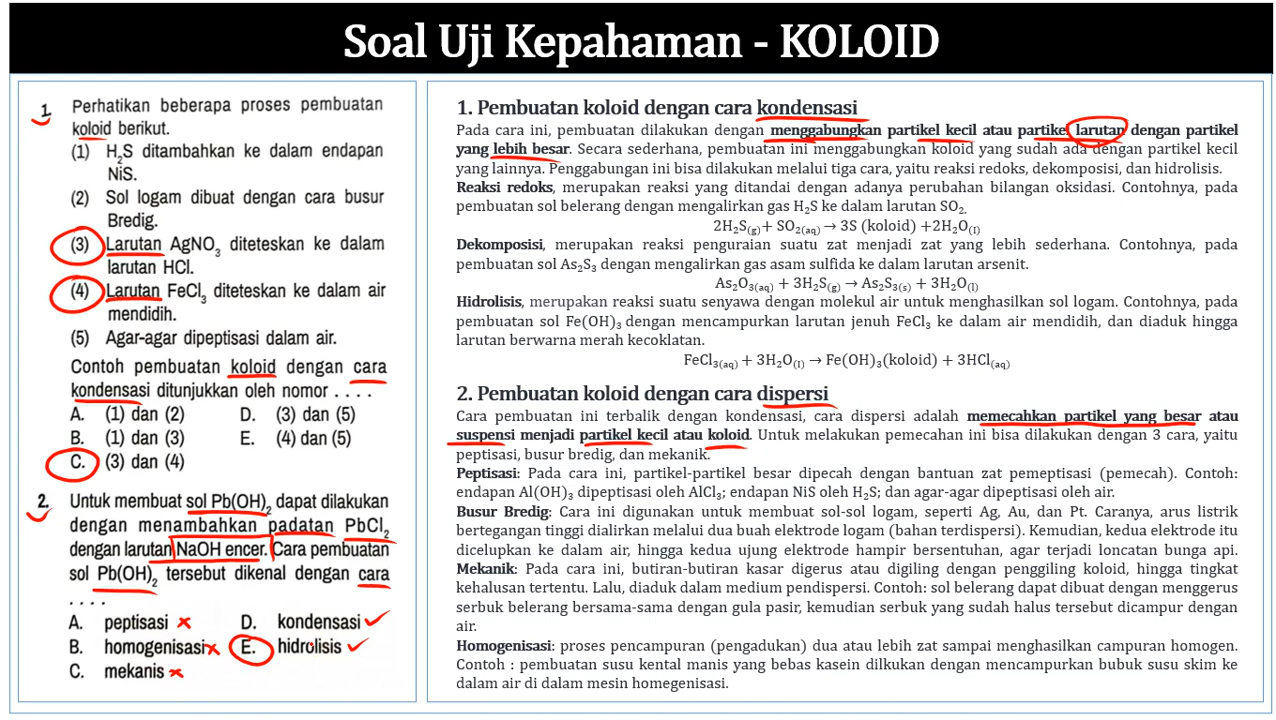 Soal Uji Kepahaman - KOLOID
1. Perhatikan beberapa proses pembuatan
koloid berikut.
(1) H₂S ditambahkan ke dalam endapan
NiS.
(2) Sol logam dibuat dengan cara busur
Bredig.
(3) Larutan AgNO₃ diteteskan ke dalam
larutan HCl.
(4) Larutan FeCl₃ diteteskan ke dalam air
mendidih.
(5) Agar-agar dipeptisasi dalam air.
Contoh pembuatan koloid dengan cara
kondensasi ditunjukkan oleh nomor . . . .
A. (1) dan (2) D. (3) dan (5)
B. (1) dan (3) E. (4) dan (5)
C. (3) dan (4)
2. Untuk membuat sol Pb(OH)₂ dapat dilakukan
dengan menambahkan padatan PbCl₂
dengan larutan NaOH encer. Cara pembuatan
sol Pb(OH)₂ tersebut dikenal dengan cara
. . . .
A. peptisasi D. kondensasi
B. homogenisasi E. hidrolisis
C. mekanis
1. Pembuatan koloid dengan cara kondensasi
Pada cara ini, pembuatan dilakukan dengan menggabungkan partikel kecil atau partikel larutan dengan partikel
yang lebih besar. Secara sederhana, pembuatan ini menggabungkan koloid yang sudah ada dengan partikel kecil
yang lainnya. Penggabungan ini bisa dilakukan melalui tiga cara, yaitu reaksi redoks, dekomposisi, dan hidrolisis.
Reaksi redoks, merupakan reaksi yang ditandai dengan adanya perubahan bilangan oksidasi. Contohnya, pada
pembuatan sol belerang dengan mengalirkan gas H₂S ke dalam larutan SO₂.
2H₂S(g)+ SO₂(aq) → 3S (koloid) +2H₂O(l)
Dekomposisi, merupakan reaksi penguraian suatu zat menjadi zat yang lebih sederhana. Contohnya, pada
pembuatan sol As₂S₃ dengan mengalirkan gas asam sulfida ke dalam larutan arsenit.
As₂O₃(aq) + 3H₂S(g) → As₂S₃(s) + 3H₂O(l)
Hidrolisis, merupakan reaksi suatu senyawa dengan molekul air untuk menghasilkan sol logam. Contohnya, pada
pembuatan sol Fe(OH)₃ dengan mencampurkan larutan jenuh FeCl₃ ke dalam air mendidih, dan diaduk hingga
larutan berwarna merah kecoklatan.
FeCl₃(aq) + 3H₂O(l) → Fe(OH)₃(koloid) + 3HCl(aq)
2. Pembuatan koloid dengan cara dispersi
Cara pembuatan ini terbalik dengan kondensasi, cara dispersi adalah memecahkan partikel yang besar atau
suspensi menjadi partikel kecil atau koloid. Untuk melakukan pemecahan ini bisa dilakukan dengan 3 cara, yaitu
peptisasi, busur bredig, dan mekanik.
Peptisasi: Pada cara ini, partikel-partikel besar dipecah dengan bantuan zat pemeptisasi (pemecah). Contoh:
endapan Al(OH)₃ dipeptisasi oleh AlCl₃; endapan NiS oleh H₂S; dan agar-agar dipeptisasi oleh air.
Busur Bredig: Cara ini digunakan untuk membuat sol-sol logam, seperti Ag, Au, dan Pt. Caranya, arus listrik
bertegangan tinggi dialirkan melalui dua buah elektrode logam (bahan terdispersi). Kemudian, kedua elektrode itu
dicelupkan ke dalam air, hingga kedua ujung elektrode hampir bersentuhan, agar terjadi loncatan bunga api.
Mekanik: Pada cara ini, butiran-butiran kasar digerus atau digiling dengan penggiling koloid, hingga tingkat
kehalusan tertentu. Lalu, diaduk dalam medium pendispersi. Contoh: sol belerang dapat dibuat dengan menggerus
serbuk belerang bersama-sama dengan gula pasir, kemudian serbuk yang sudah halus tersebut dicampur dengan
air.
Homogenisasi: proses pencampuran (pengadukan) dua atau lebih zat sampai menghasilkan campuran homogen.
Contoh : pembuatan susu kental manis yang bebas kasein dilkukan dengan mencampurkan bubuk susu skim ke
dalam air di dalam mesin homegenisasi.